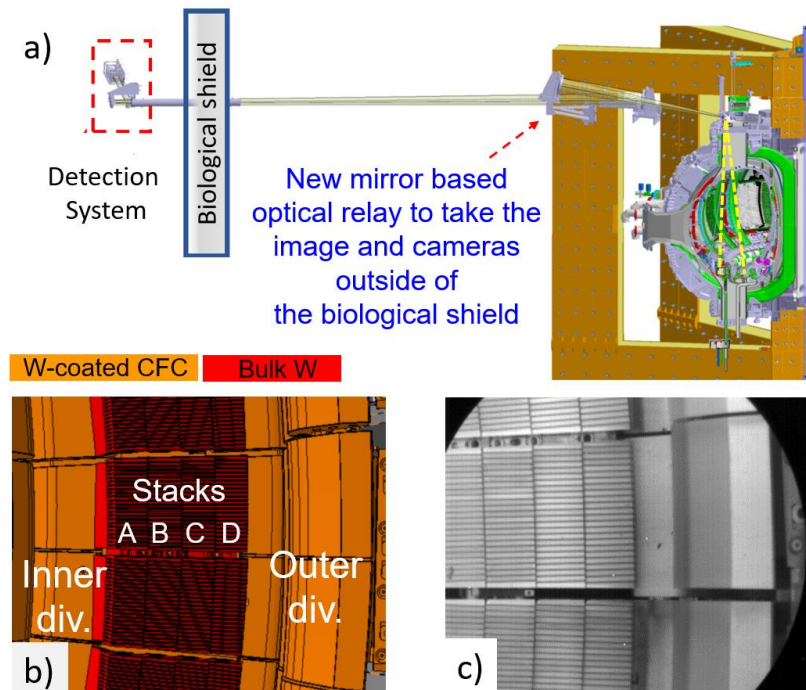 a)
Biological shield
Detection
System
New mirror based
optical relay to take the
image and cameras
outside of
the biological shield
W-coated CFC
Bulk W
Stacks
A B C D
Inner
div.
Outer
div.
b)
c)